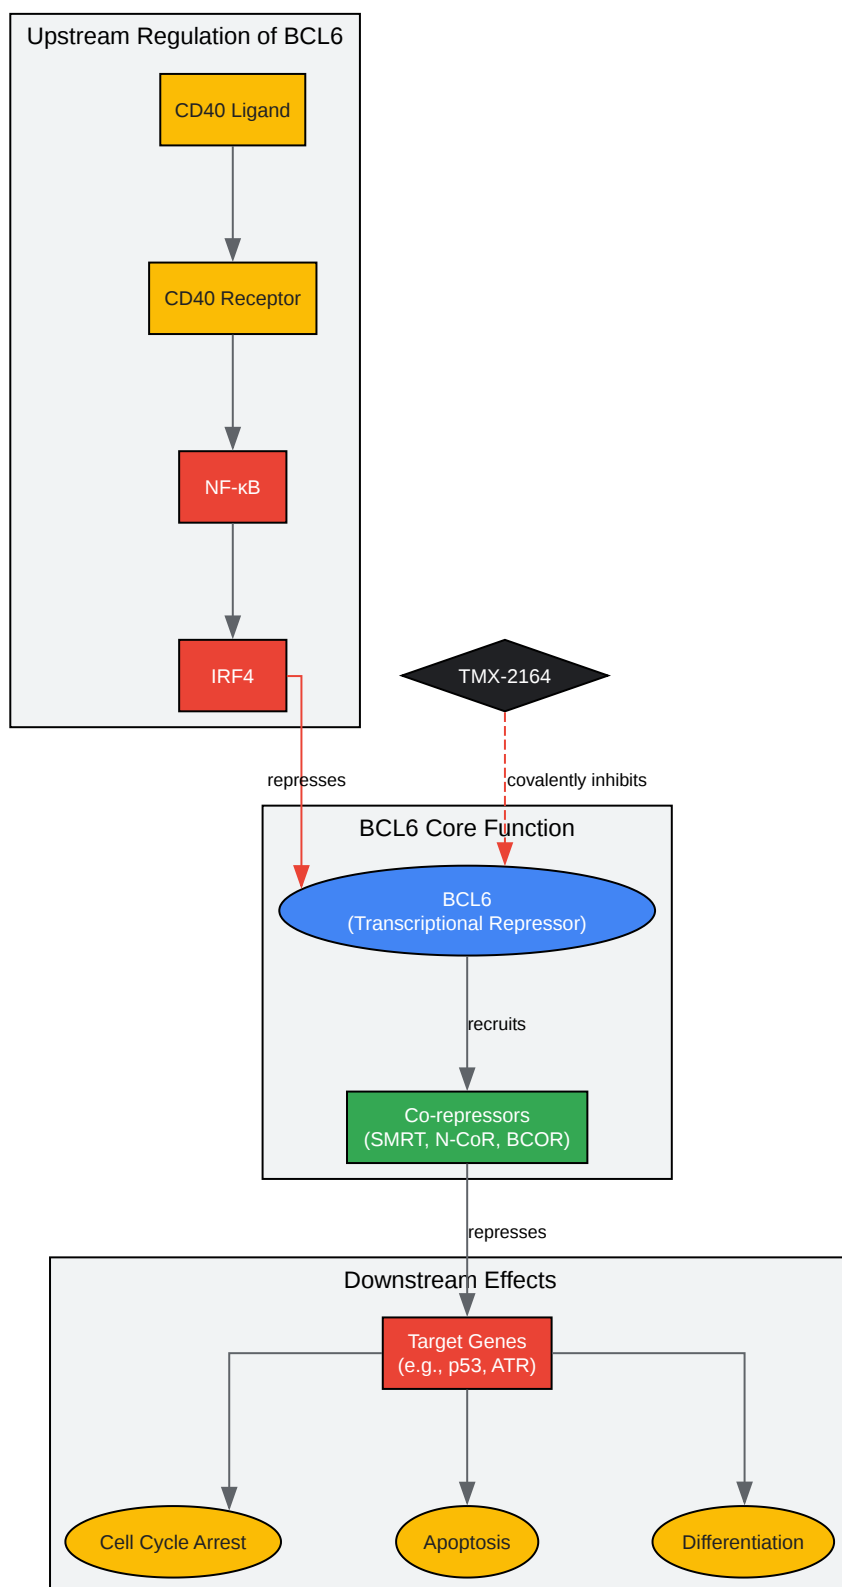 Upstream Regulation of BCL6
CD40 Ligand
CD40 Receptor
NF-κB
IRF4
TMX-2164
represses
covalently inhibits
BCL6 Core Function
BCL6
(Transcriptional Repressor)
recruits
Co-repressors
(SMRT, N-CoR, BCOR)
represses
Downstream Effects
Target Genes
(e.g., p53, ATR)
Cell Cycle Arrest
Apoptosis
Differentiation